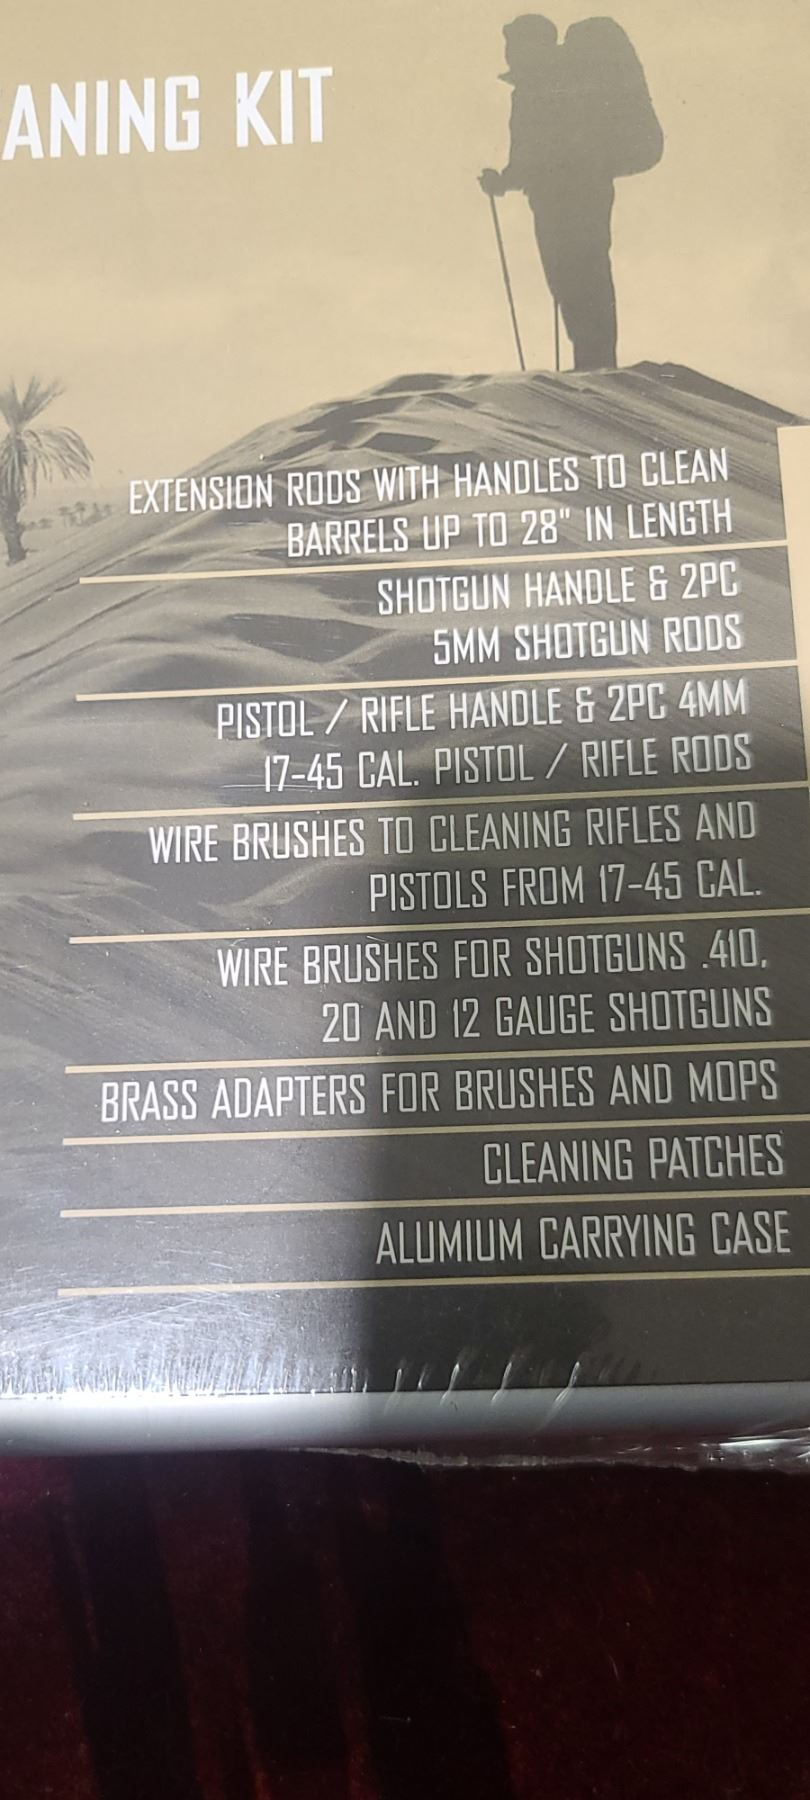 ANING KIT
EXTENSION RODS WITH HANDLES TO CLEAN
BARRELS UP TO 28" IN LENGTH
SHOTGUN HANDLE & 2PC
5MM SHOTGUN RODS
PISTOL / RIFLE HANDLE & 2PC 4MM
17-45 CAL. PISTOL / RIFLE RODS
WIRE BRUSHES TO CLEANING RIFLES AND
PISTOLS FROM 17-45 CAL.
WIRE BRUSHES FOR SHOTGUNS .410,
20 AND 12 GAUGE SHOTGUNS
BRASS ADAPTERS FOR BRUSHES AND MOPS
CLEANING PATCHES
ALUMIUM CARRYING CASE